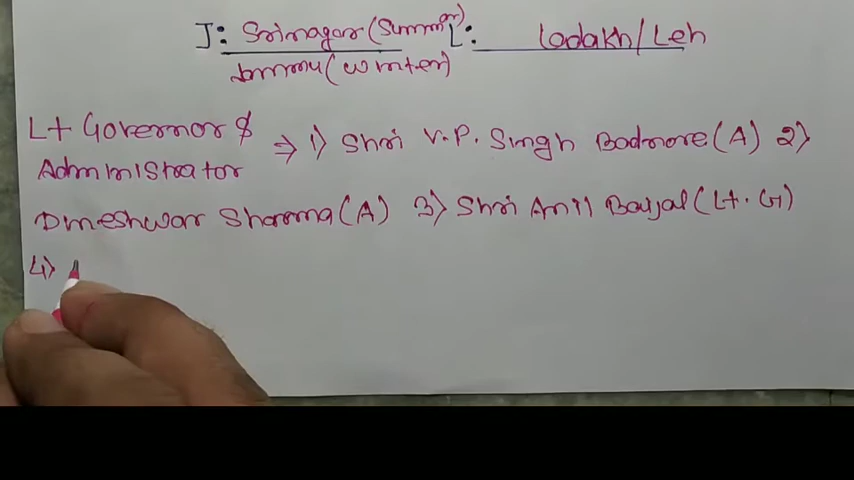 J: Srinagar (Summer) L: Ladakh/Leh
Jammu (winter)
Lt Governor $ ⇒ 1) Shri V.P. Singh Badnore (A) 2)
Administrator
Dineshwar Sharma (A) 3) Shri Anil Baijal (Lt. G)
4)